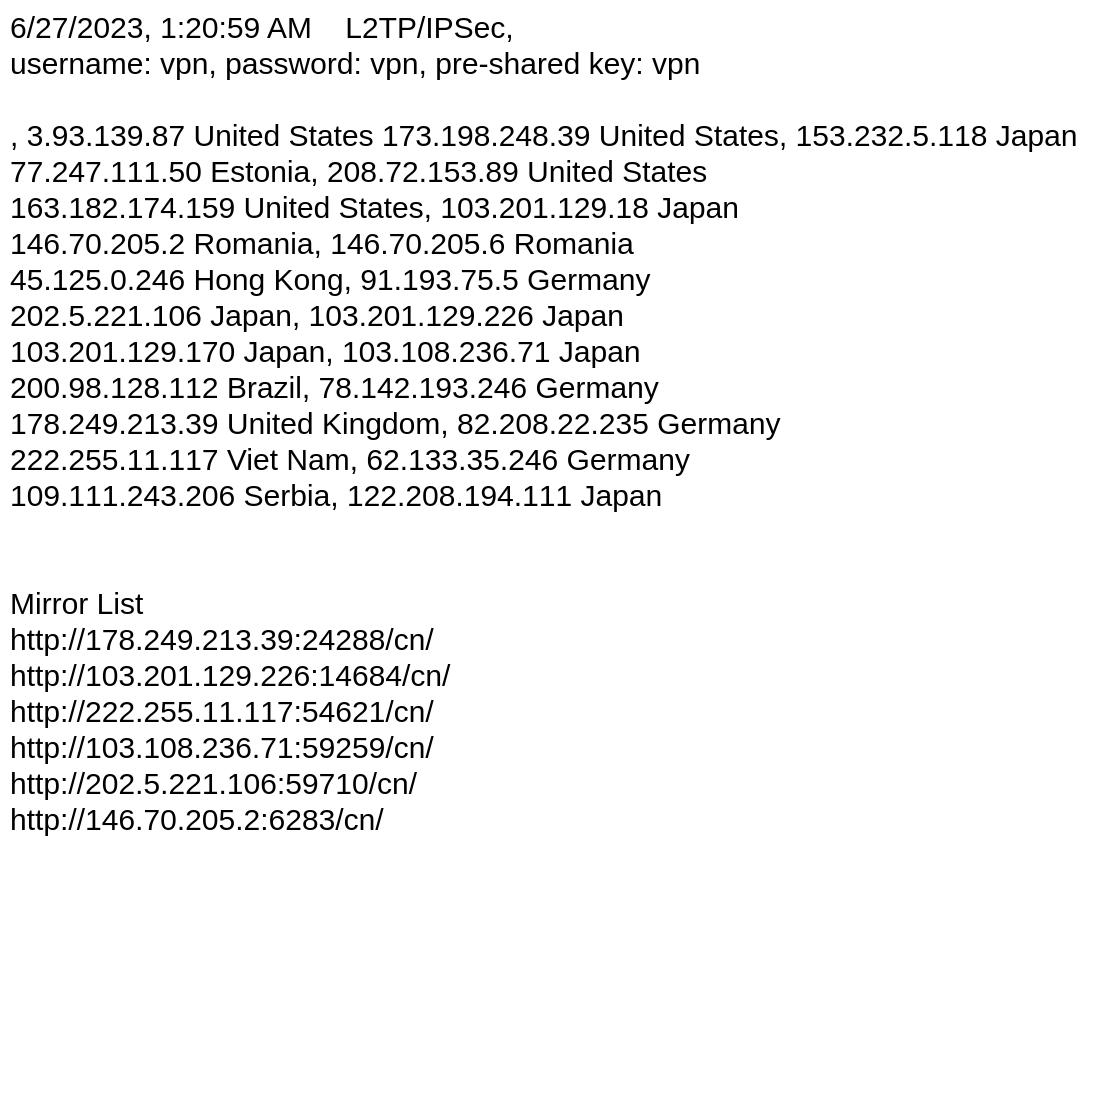 6/27/2023, 1:20:59 AM    L2TP/IPSec,
username: vpn, password: vpn, pre-shared key: vpn
, 3.93.139.87 United States 173.198.248.39 United States, 153.232.5.118 Japan
77.247.111.50 Estonia, 208.72.153.89 United States
163.182.174.159 United States, 103.201.129.18 Japan
146.70.205.2 Romania, 146.70.205.6 Romania
45.125.0.246 Hong Kong, 91.193.75.5 Germany
202.5.221.106 Japan, 103.201.129.226 Japan
103.201.129.170 Japan, 103.108.236.71 Japan
200.98.128.112 Brazil, 78.142.193.246 Germany
178.249.213.39 United Kingdom, 82.208.22.235 Germany
222.255.11.117 Viet Nam, 62.133.35.246 Germany
109.111.243.206 Serbia, 122.208.194.111 Japan
Mirror List
http://178.249.213.39:24288/cn/
http://103.201.129.226:14684/cn/
http://222.255.11.117:54621/cn/
http://103.108.236.71:59259/cn/
http://202.5.221.106:59710/cn/
http://146.70.205.2:6283/cn/